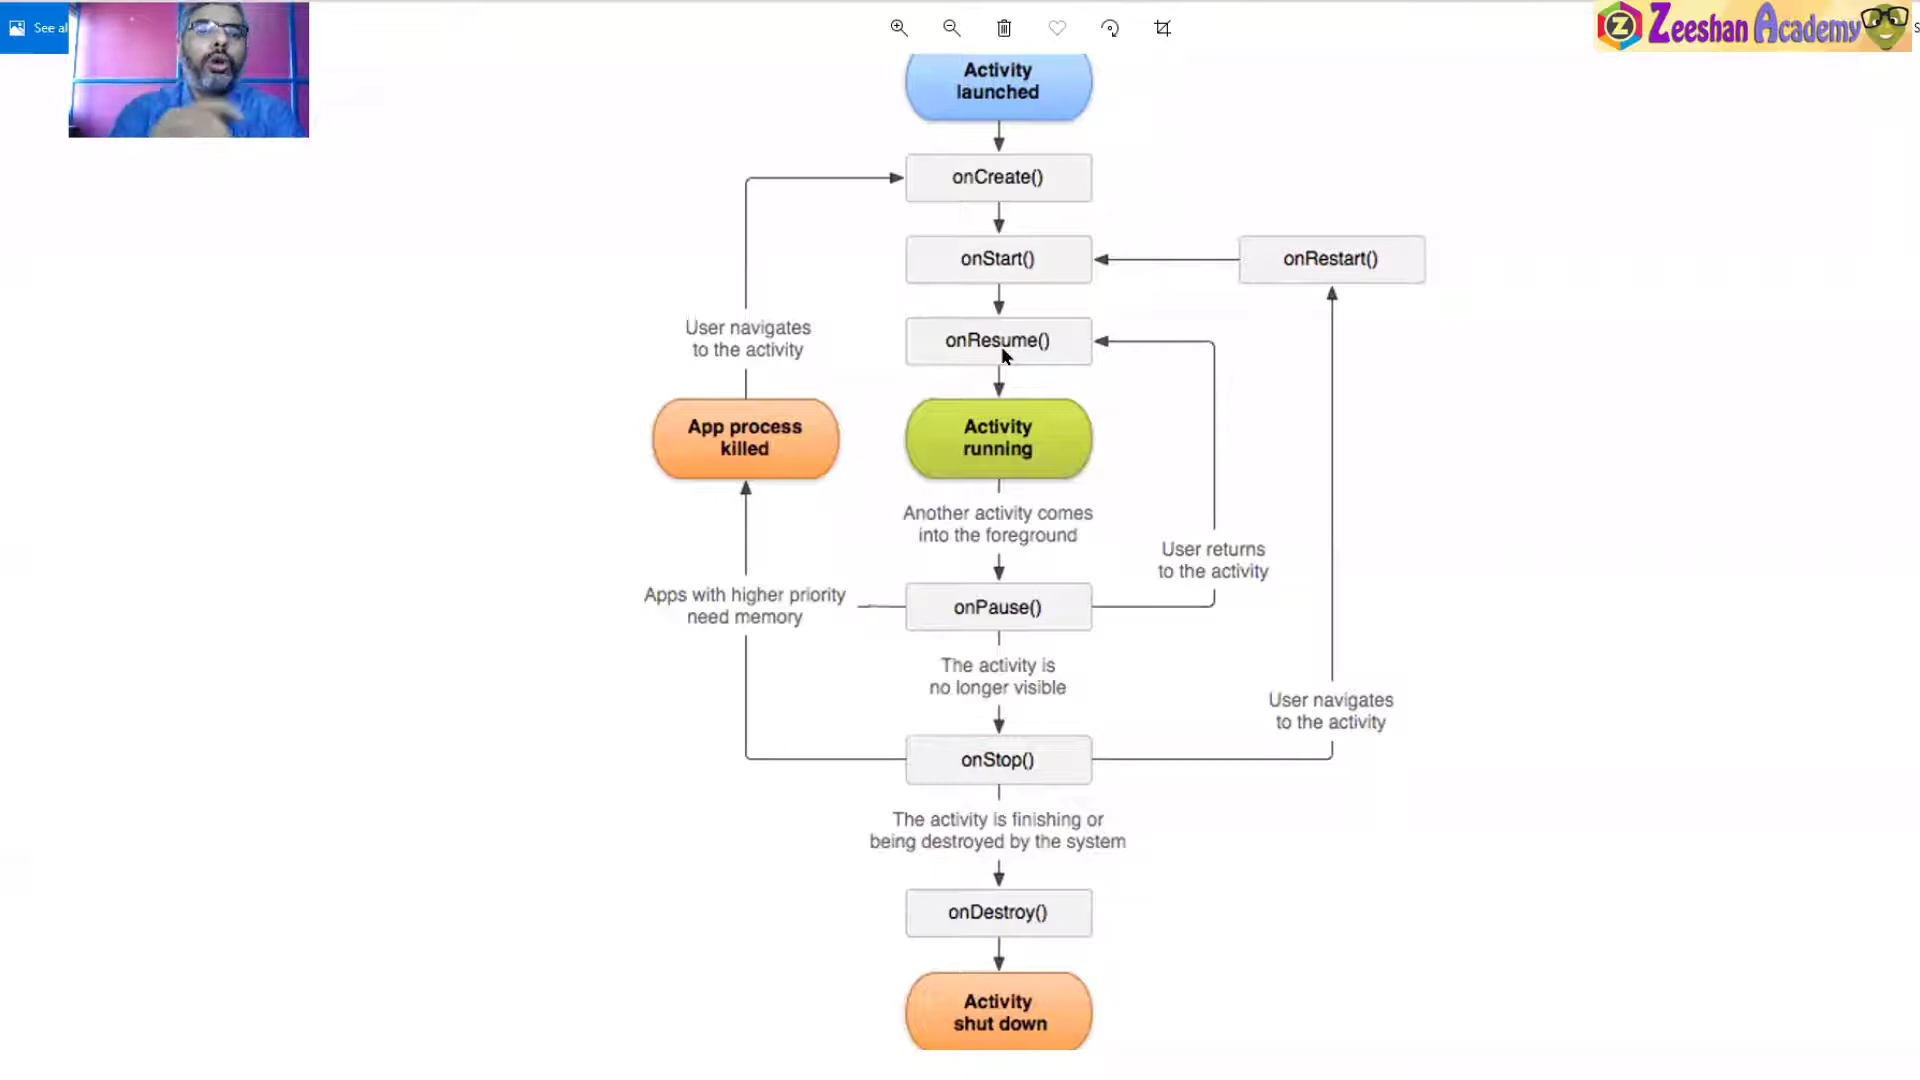 See al
Zeeshan Academy
Activity
launched
onCreate()
onStart()
onRestart()
onResume()
User navigates
to the activity
App process
killed
Activity
running
Another activity comes
into the foreground
User returns
to the activity
Apps with higher priority
need memory
onPause()
The activity is
no longer visible
User navigates
to the activity
onStop()
The activity is finishing or
being destroyed by the system
onDestroy()
Activity
shut down